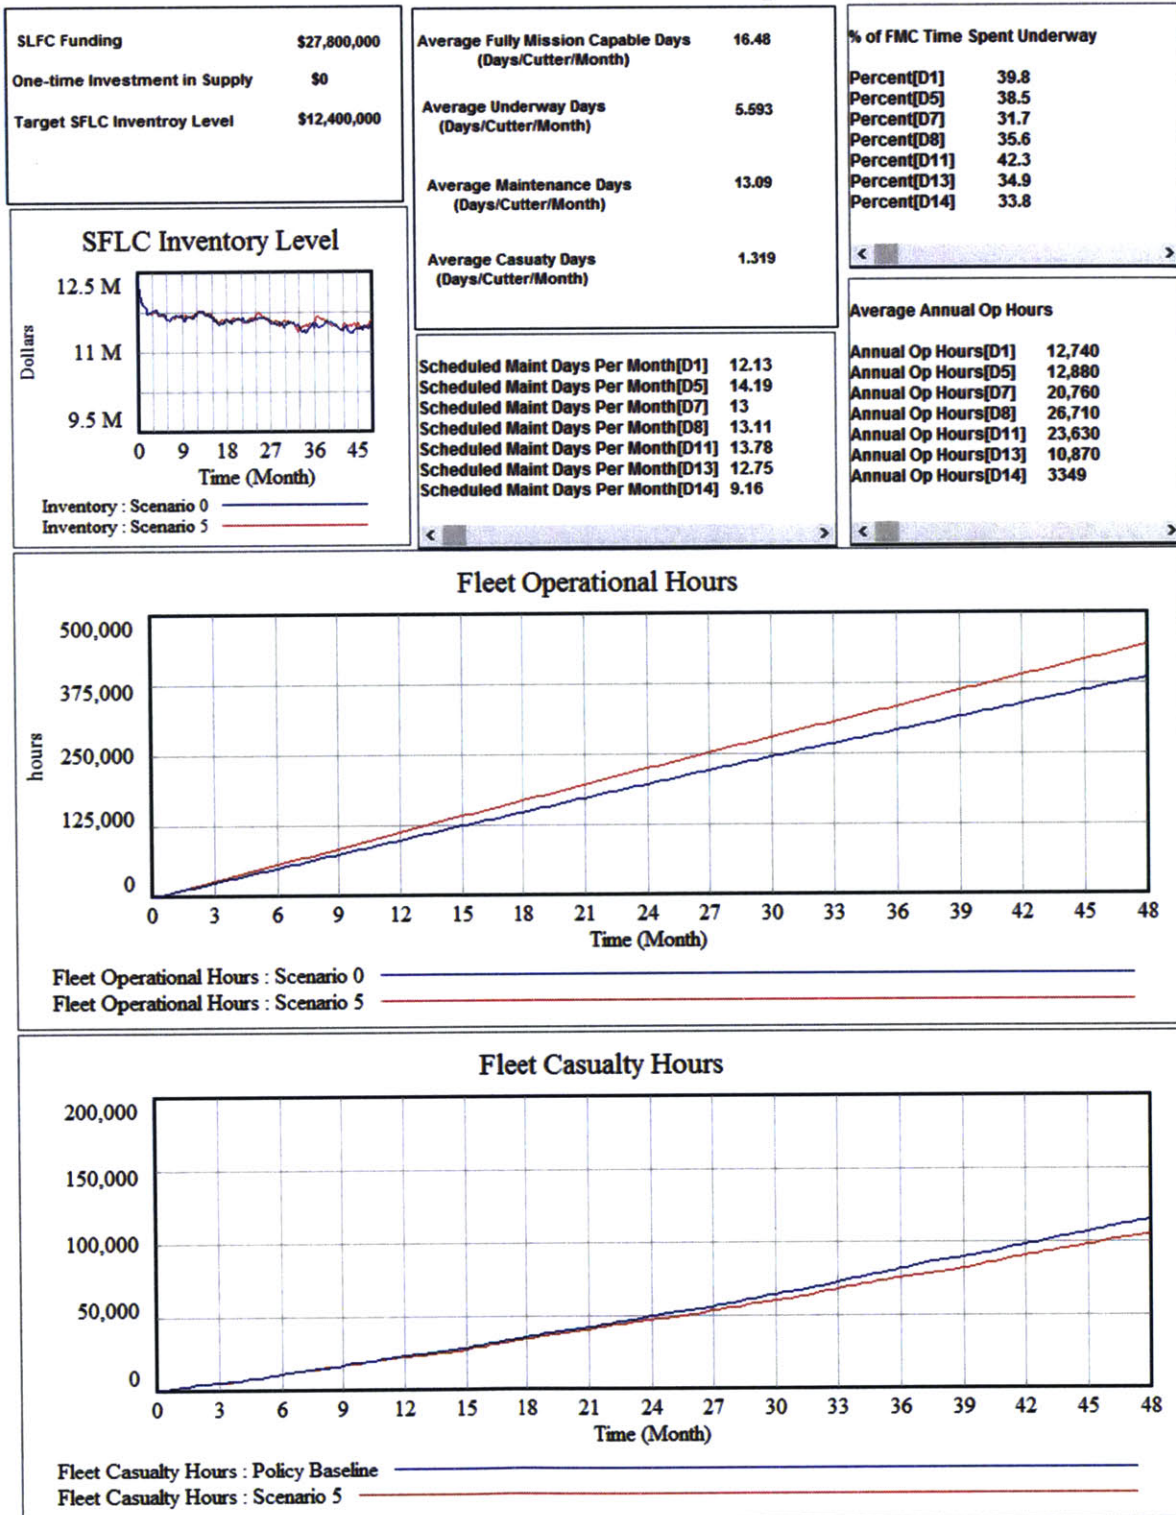 SLFC Funding $27,800,000
One-time Investment in Supply $0
Target SFLC Inventroy Level $12,400,000
Average Fully Mission Capable Days 16.48
(Days/Cutter/Month)
Average Underway Days 5.593
(Days/Cutter/Month)
Average Maintenance Days 13.09
(Days/Cutter/Month)
Average Casuaty Days 1.319
(Days/Cutter/Month)
% of FMC Time Spent Underway
Percent[D1] 39.8
Percent[D5] 38.5
Percent[D7] 31.7
Percent[D8] 35.6
Percent[D11] 42.3
Percent[D13] 34.9
Percent[D14] 33.8
SFLC Inventory Level
Dollars
12.5 M
11 M
9.5 M
0 9 18 27 36 45
Time (Month)
Inventory : Scenario 0
Inventory : Scenario 5
Scheduled Maint Days Per Month[D1] 12.13
Scheduled Maint Days Per Month[D5] 14.19
Scheduled Maint Days Per Month[D7] 13
Scheduled Maint Days Per Month[D8] 13.11
Scheduled Maint Days Per Month[D11] 13.78
Scheduled Maint Days Per Month[D13] 12.75
Scheduled Maint Days Per Month[D14] 9.16
Average Annual Op Hours
Annual Op Hours[D1] 12,740
Annual Op Hours[D5] 12,880
Annual Op Hours[D7] 20,760
Annual Op Hours[D8] 26,710
Annual Op Hours[D11] 23,630
Annual Op Hours[D13] 10,870
Annual Op Hours[D14] 3349
Fleet Operational Hours
hours
500,000
375,000
250,000
125,000
0
0 3 6 9 12 15 18 21 24 27 30 33 36 39 42 45 48
Time (Month)
Fleet Operational Hours : Scenario 0
Fleet Operational Hours : Scenario 5
Fleet Casualty Hours
200,000
150,000
100,000
50,000
0
0 3 6 9 12 15 18 21 24 27 30 33 36 39 42 45 48
Time (Month)
Fleet Casualty Hours : Policy Baseline
Fleet Casualty Hours : Scenario 5